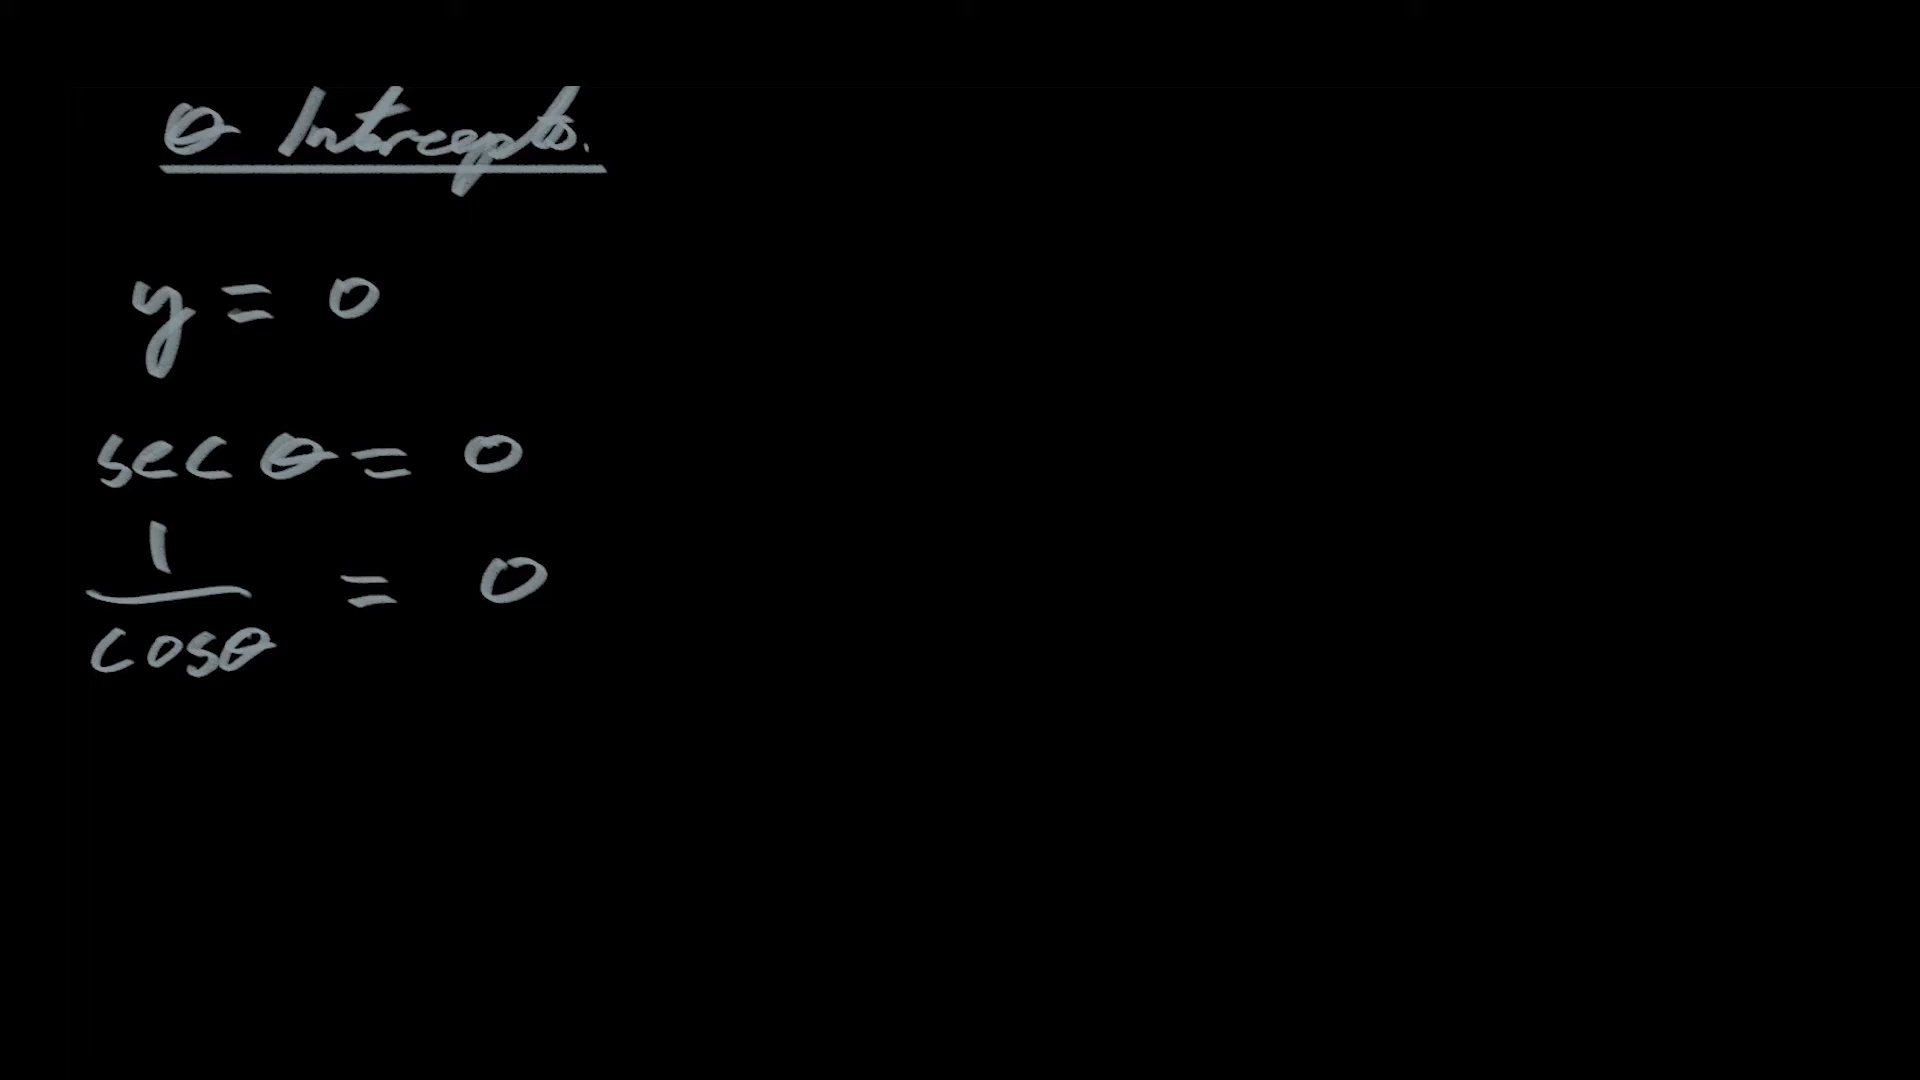 θ Intercepts.
y = 0
sec θ = 0
1
/
cosθ = 0